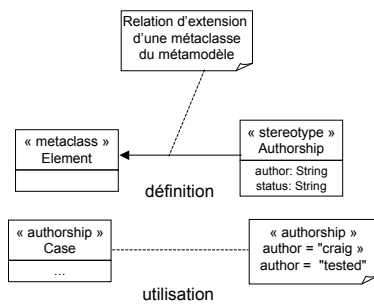 Relation d'extension
d'une métaclasse
du métamodèle
« metaclass »
Element
« stereotype »
Authorship
author: String
status: String
définition
« authorship »
Case
...
« authorship »
author = "craig »
author = "tested"
utilisation